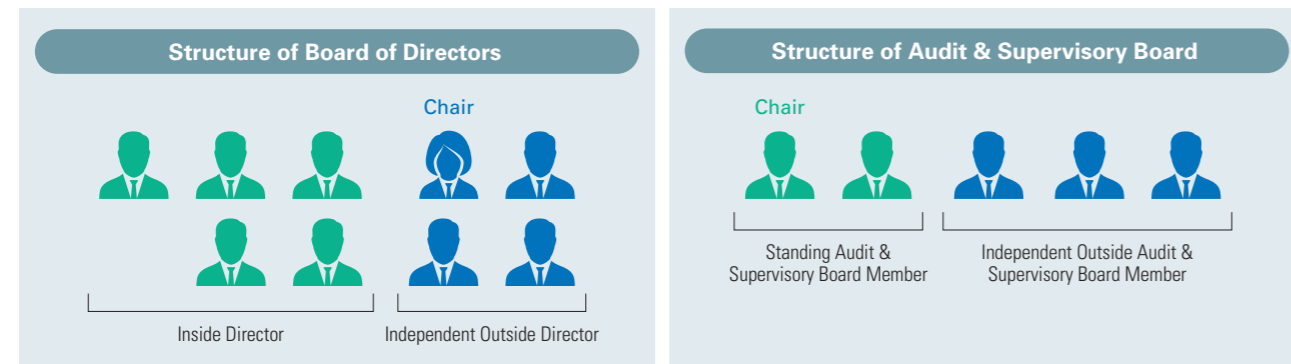 Structure of Board of Directors
Chair
Inside Director
Independent Outside Director
Structure of Audit & Supervisory Board
Chair
Standing Audit &
Supervisory Board Member
Independent Outside Audit &
Supervisory Board Member